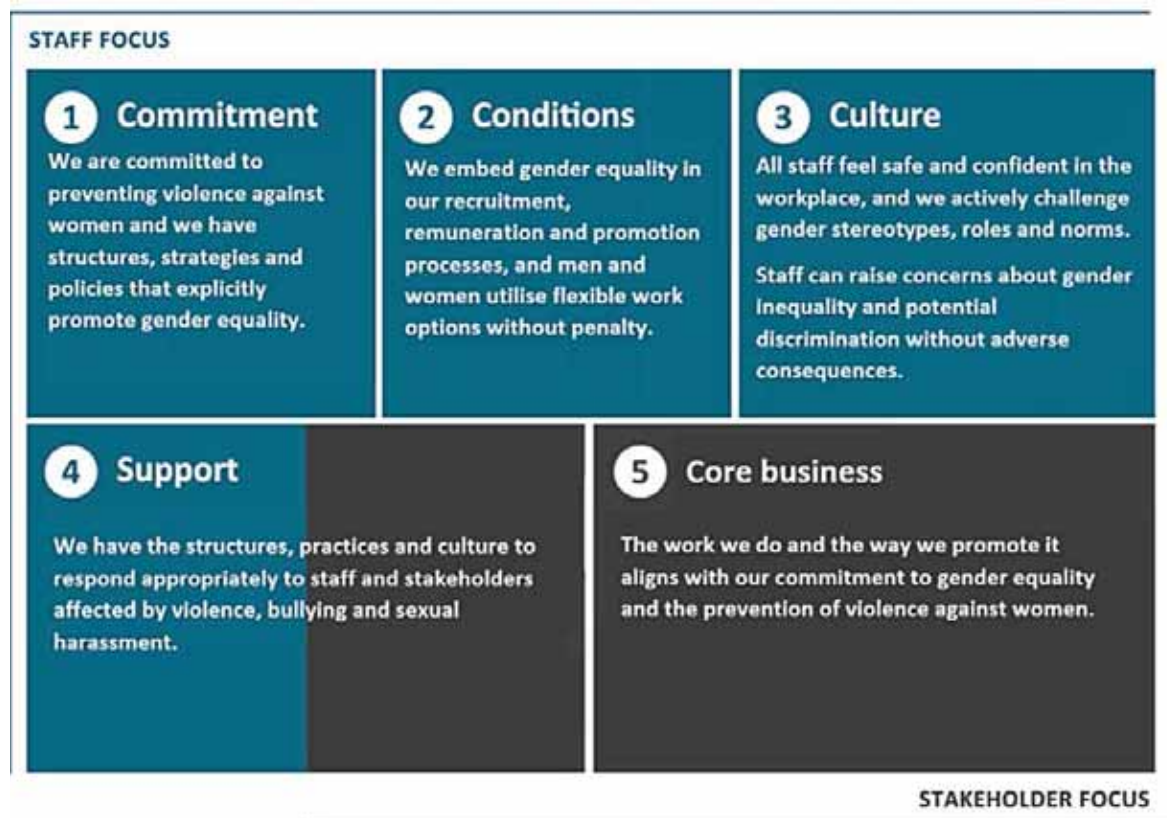 STAFF FOCUS
1 Commitment
We are committed to
preventing violence against
women and we have
structures, strategies and
policies that explicitly
promote gender equality.
2 Conditions
We embed gender equality in
our recruitment,
remuneration and promotion
processes, and men and
women utilise flexible work
options without penalty.
3 Culture
All staff feel safe and confident in the
workplace, and we actively challenge
gender stereotypes, roles and norms.
Staff can raise concerns about gender
inequality and potential
discrimination without adverse
consequences.
4 Support
We have the structures, practices and culture to
respond appropriately to staff and stakeholders
affected by violence, bullying and sexual
harassment.
5 Core business
The work we do and the way we promote it
aligns with our commitment to gender equality
and the prevention of violence against women.
STAKEHOLDER FOCUS